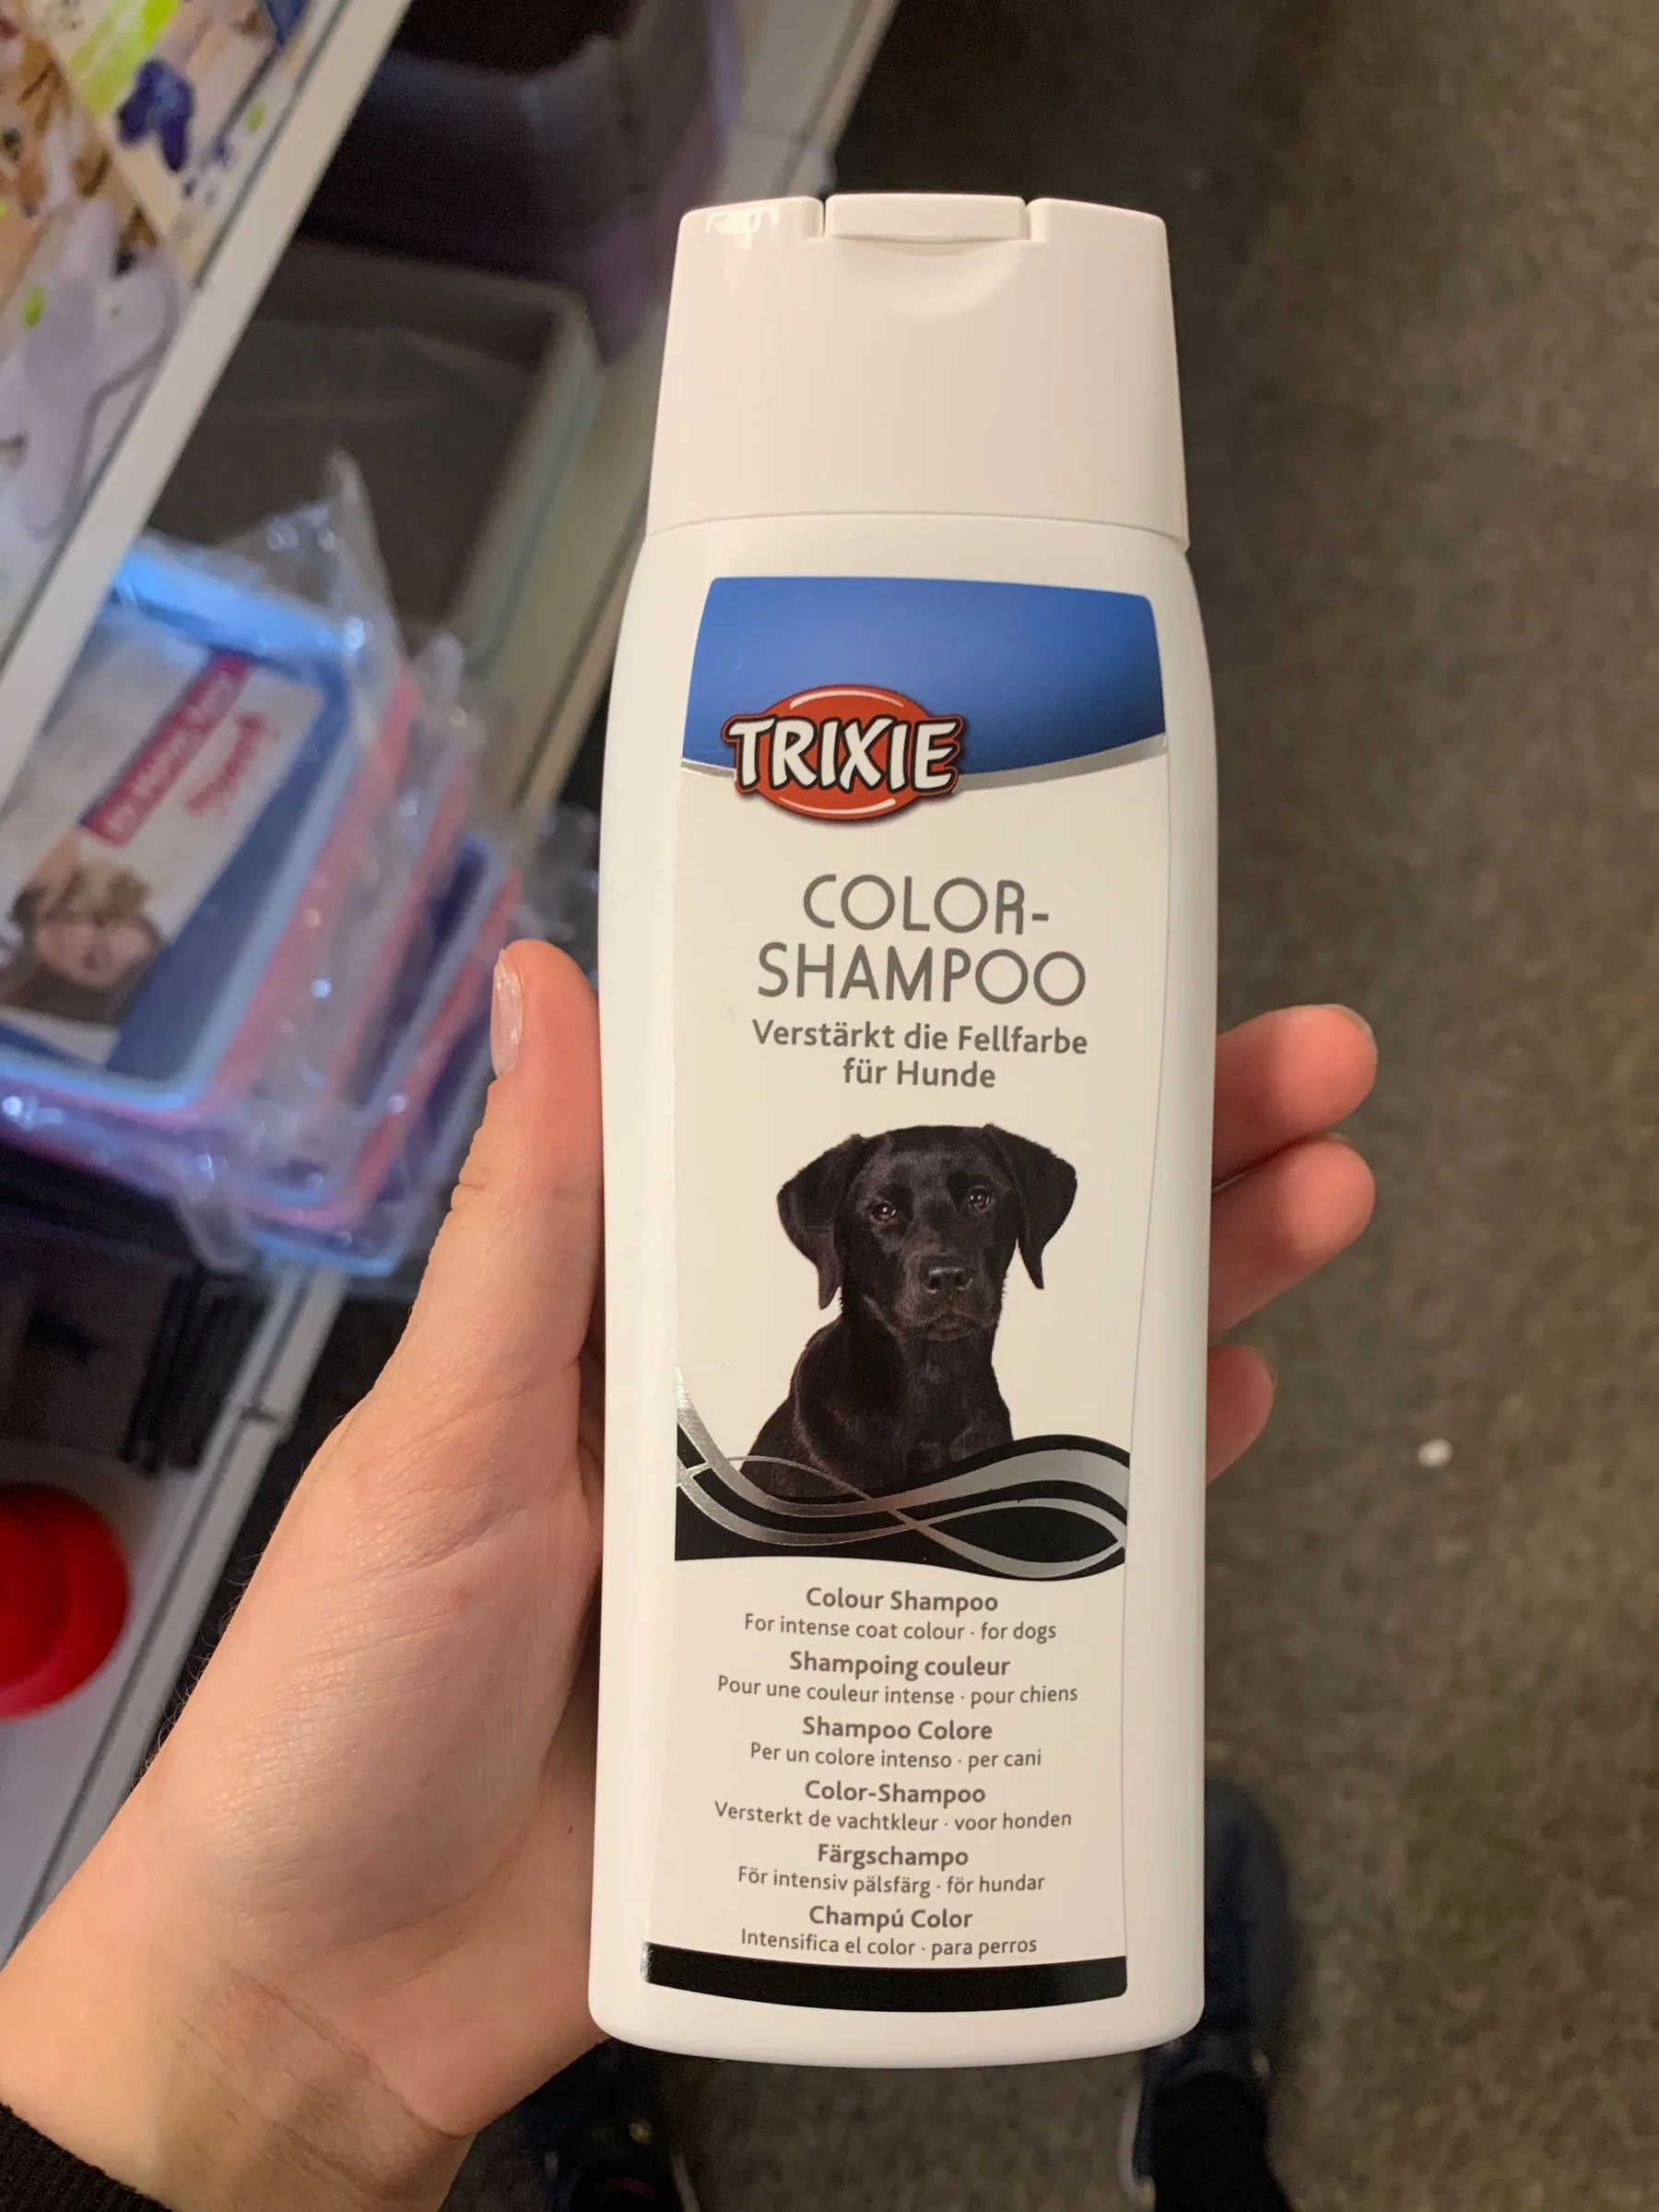 TRIXIE
COLOR-
SHAMPOO
Verstärkt die Fellfarbe
für Hunde
Colour Shampoo
For intense coat colour · for dogs
Shampoing couleur
Pour une couleur intense · pour chiens
Shampoo Colore
Per un colore intenso · per cani
Color-Shampoo
Versterkt de vachtkleur · voor honden
Färgschampo
För intensiv pälsfärg · för hundar
Champú Color
Intensifica el color · para perros